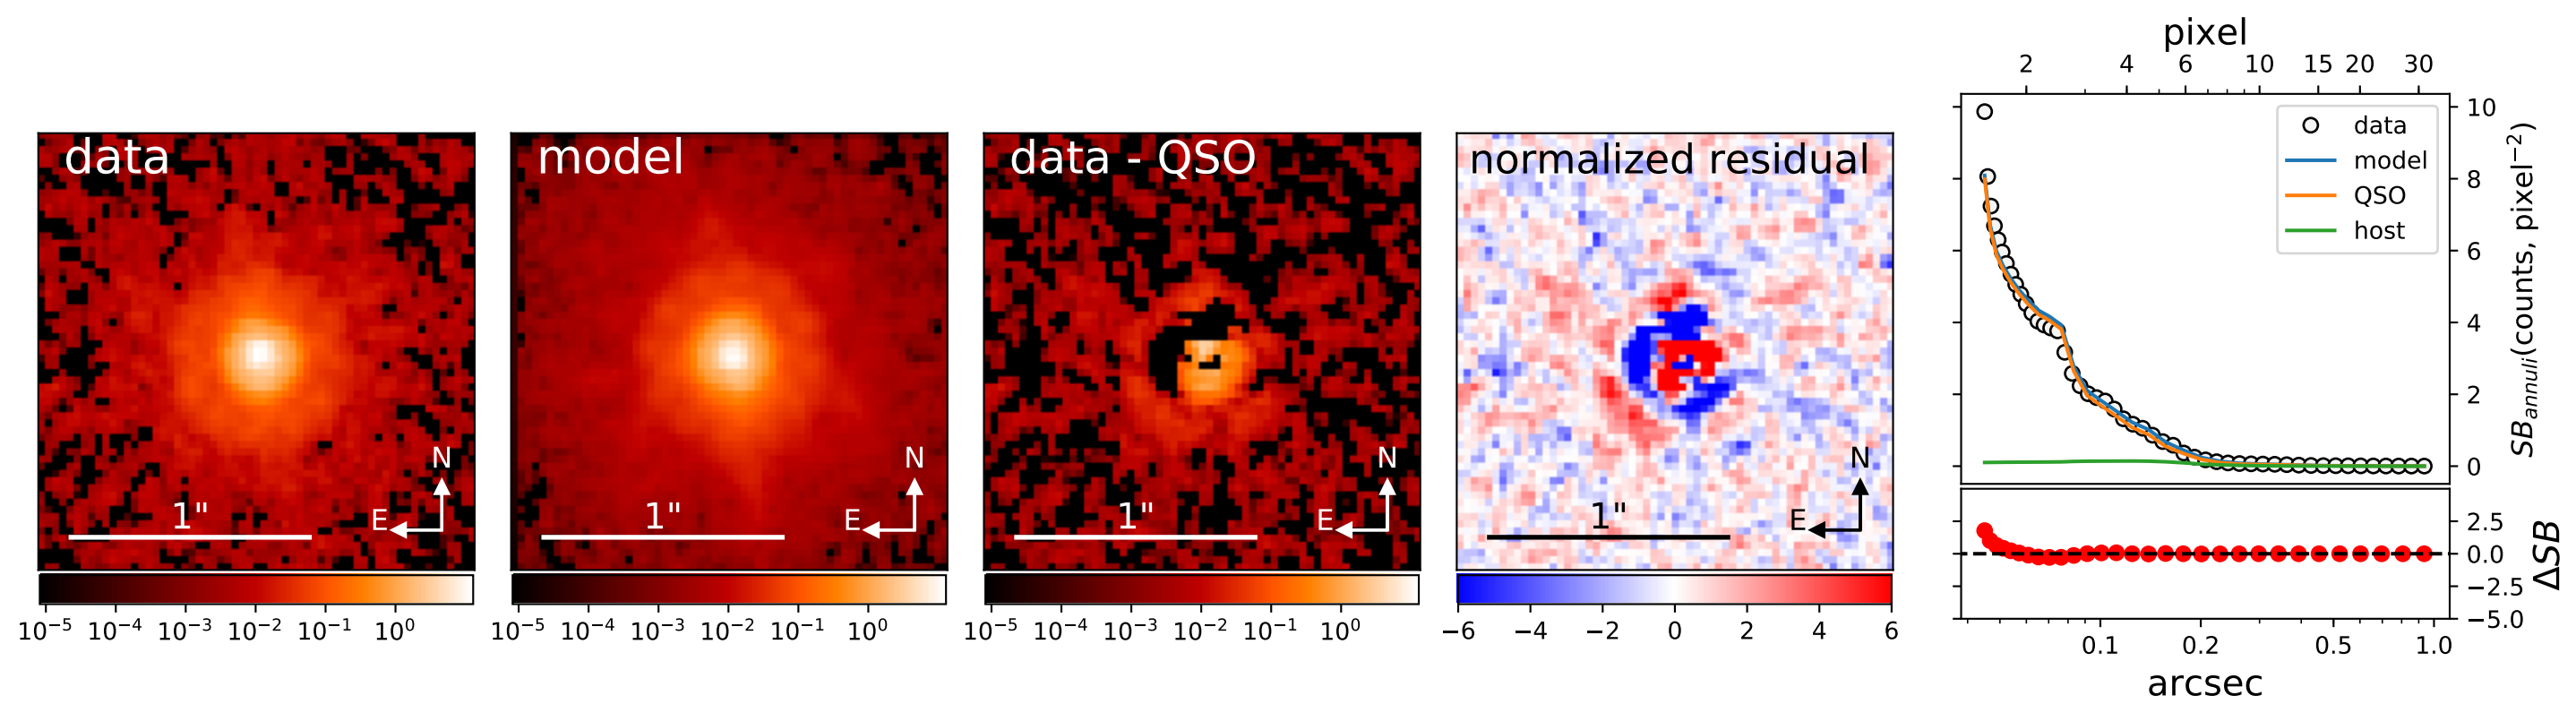 data
N
E
1"
10⁻⁵ 10⁻⁴ 10⁻³ 10⁻² 10⁻¹ 10⁰
model
N
E
1"
10⁻⁵ 10⁻⁴ 10⁻³ 10⁻² 10⁻¹ 10⁰
data - QSO
N
E
1"
10⁻⁵ 10⁻⁴ 10⁻³ 10⁻² 10⁻¹ 10⁰
normalized residual
N
E
1"
−6 −4 −2 0 2 4 6
pixel
2 4 6 10 15 20 30
data
model
QSO
host
10
8
6
4
2
0
SB_annuli(counts, pixel⁻²)
2.5
0.0
−2.5
−5.0
ΔSB
0.1 0.2 0.5 1.0
arcsec